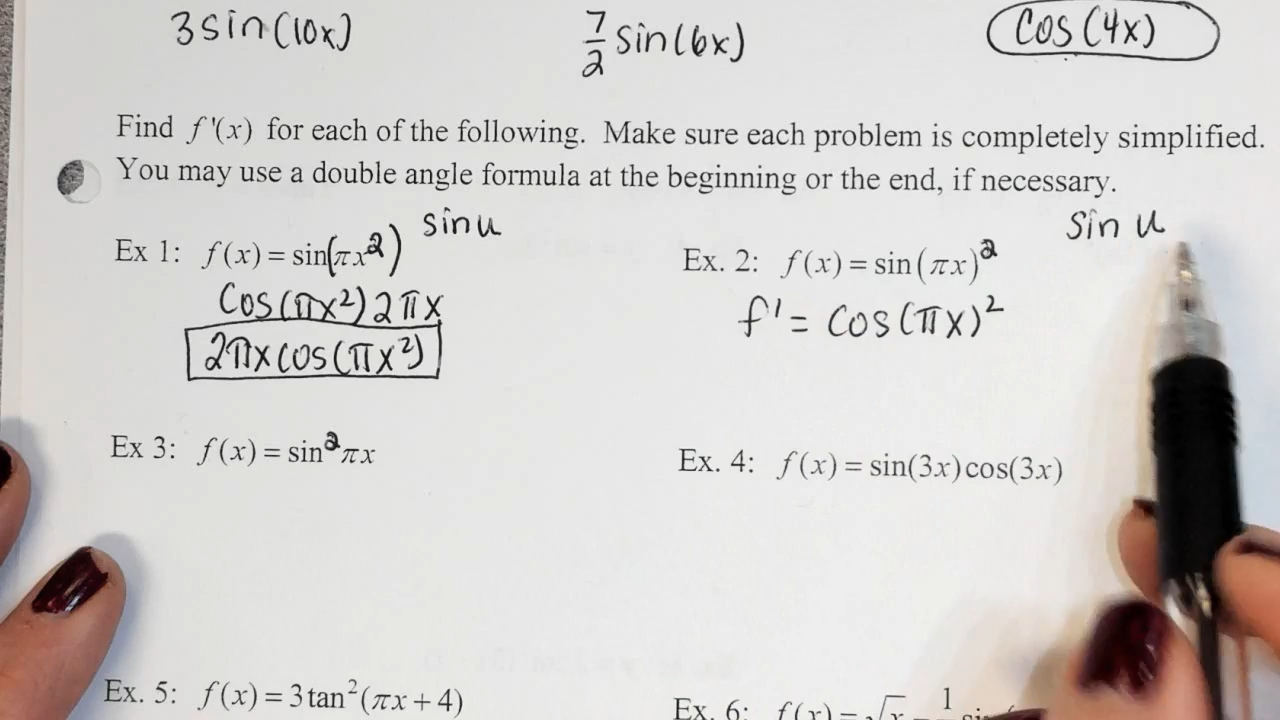 3sin(10x)
7/2 sin(6x)
cos(4x)
Find f'(x) for each of the following. Make sure each problem is completely simplified.
You may use a double angle formula at the beginning or the end, if necessary.
Ex 1: f(x) = sin(πx²) sin u
cos(πx²)2πx
2πx cos(πx²)
Ex. 2: f(x) = sin(πx)² sin u
f' = cos(πx)²
Ex 3: f(x) = sin²πx
Ex. 4: f(x) = sin(3x)cos(3x)
Ex. 5: f(x) = 3tan²(πx+4)
Ex. 6: f(x) = √x